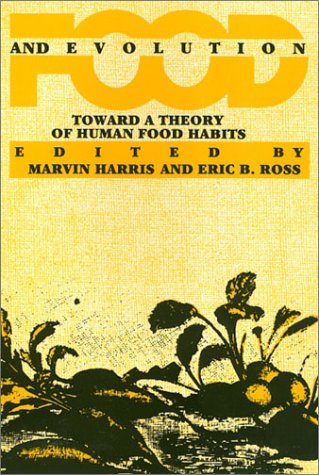 FOOD
AND EVOLUTION
TOWARD A THEORY
OF HUMAN FOOD HABITS
EDITED BY
MARVIN HARRIS AND ERIC B. ROSS